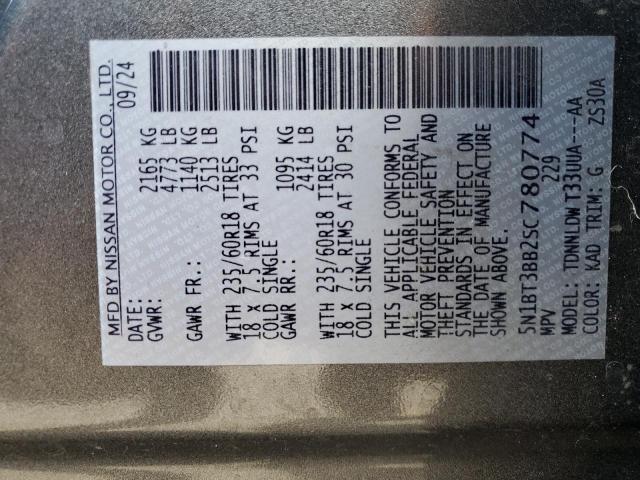 MFD BY NISSAN MOTOR CO., LTD.
DATE: 09/24
GVWR: 2165 KG
4773 LB
GAWR FR.: 1140 KG
2513 LB
WITH 235/60R18 TIRES
18 x 7.5 RIMS AT 33 PSI
COLD SINGLE
GAWR RR.: 1095 KG
2414 LB
WITH 235/60R18 TIRES
18 x 7.5 RIMS AT 30 PSI
COLD SINGLE
THIS VEHICLE CONFORMS TO
ALL APPLICABLE FEDERAL
MOTOR VEHICLE SAFETY AND
THEFT PREVENTION
STANDARDS IN EFFECT ON
THE DATE OF MANUFACTURE
SHOWN ABOVE.
5N1BT3BB2SC780774
MPV 229
MODEL: TDNNLDW T33UUA---AA
COLOR: KAD TRIM: G ZS30A